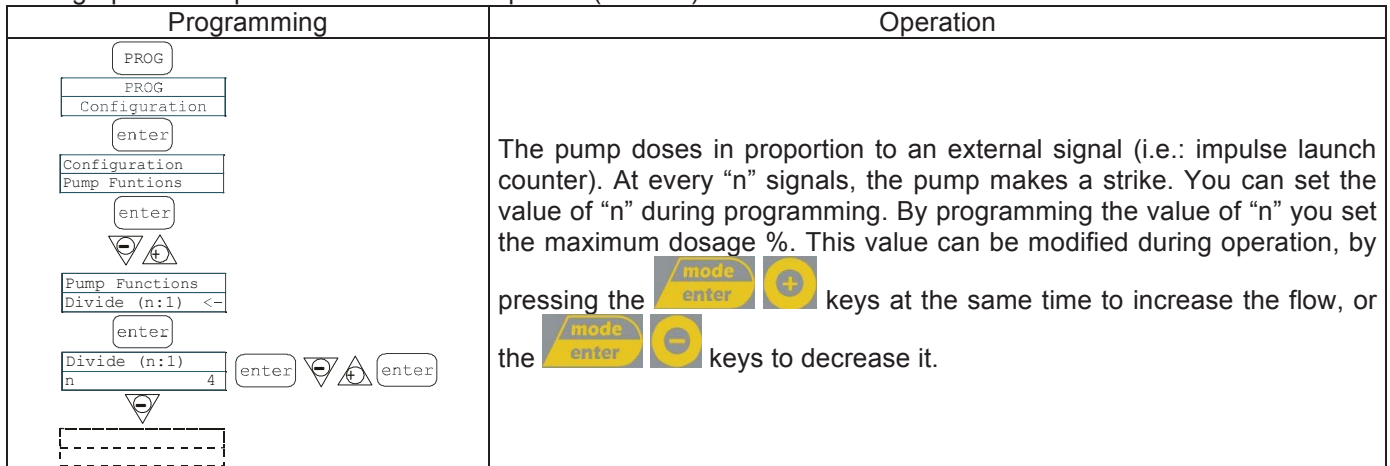 Programming
Operation
PROG
PROG
Configuration
enter
Configuration
Pump Funtions
enter
- +
Pump Functions
Divide (n:1) <-
enter
Divide (n:1)
n 4
enter - + enter
-
The pump doses in proportion to an external signal (i.e.: impulse launch
counter). At every “n” signals, the pump makes a strike. You can set the
value of “n” during programming. By programming the value of “n” you set
the maximum dosage %. This value can be modified during operation, by
pressing the mode enter + keys at the same time to increase the flow, or
the mode enter - keys to decrease it.